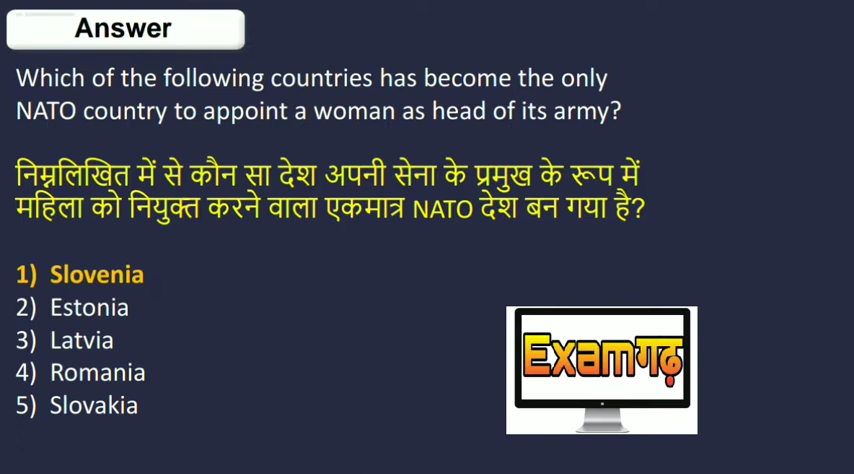 Answer
Which of the following countries has become the only
NATO country to appoint a woman as head of its army?
निम्नलिखित में से कौन सा देश अपनी सेना के प्रमुख के रूप में
महिला को नियुक्त करने वाला एकमात्र NATO देश बन गया है?
1) Slovenia
2) Estonia
3) Latvia
4) Romania
5) Slovakia
Examगढ़